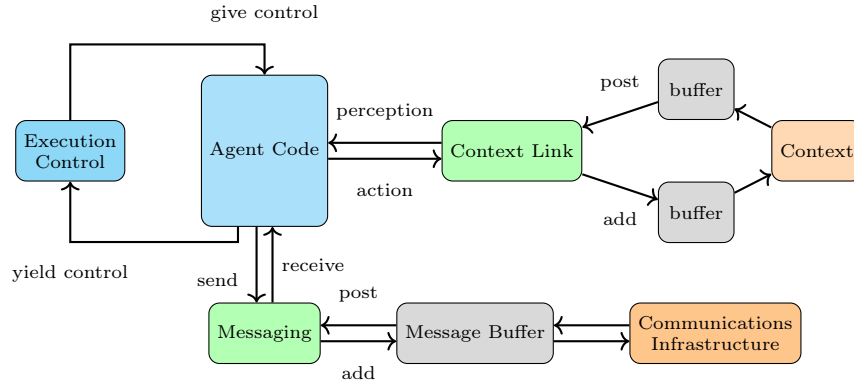 give control
post
buffer
perception
Execution
Control
Agent Code
Context Link
Context
action
buffer
add
yield control
send
receive
post
Messaging
Message Buffer
Communications
Infrastructure
add